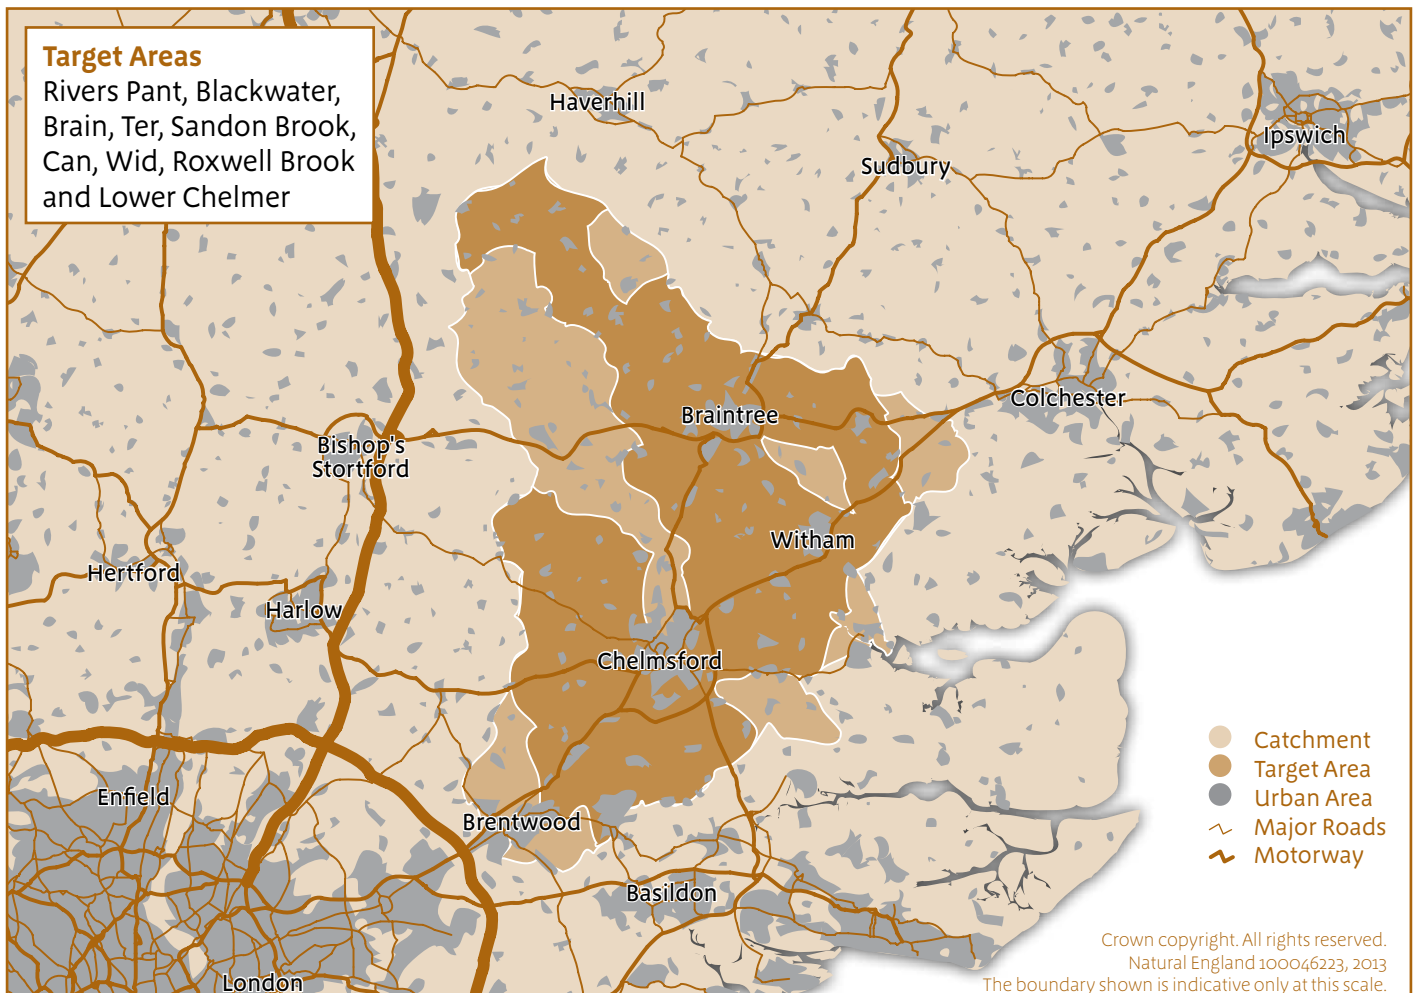 Target Areas
Rivers Pant, Blackwater,
Brain, Ter, Sandon Brook,
Can, Wid, Roxwell Brook
and Lower Chelmer
Haverhill
Ipswich
Sudbury
Colchester
Braintree
Bishop's
Stortford
Witham
Hertford
Harlow
Chelmsford
Enfield
Brentwood
Basildon
London
Catchment
Target Area
Urban Area
Major Roads
Motorway
Crown copyright. All rights reserved.
Natural England 100046223, 2013
The boundary shown is indicative only at this scale.